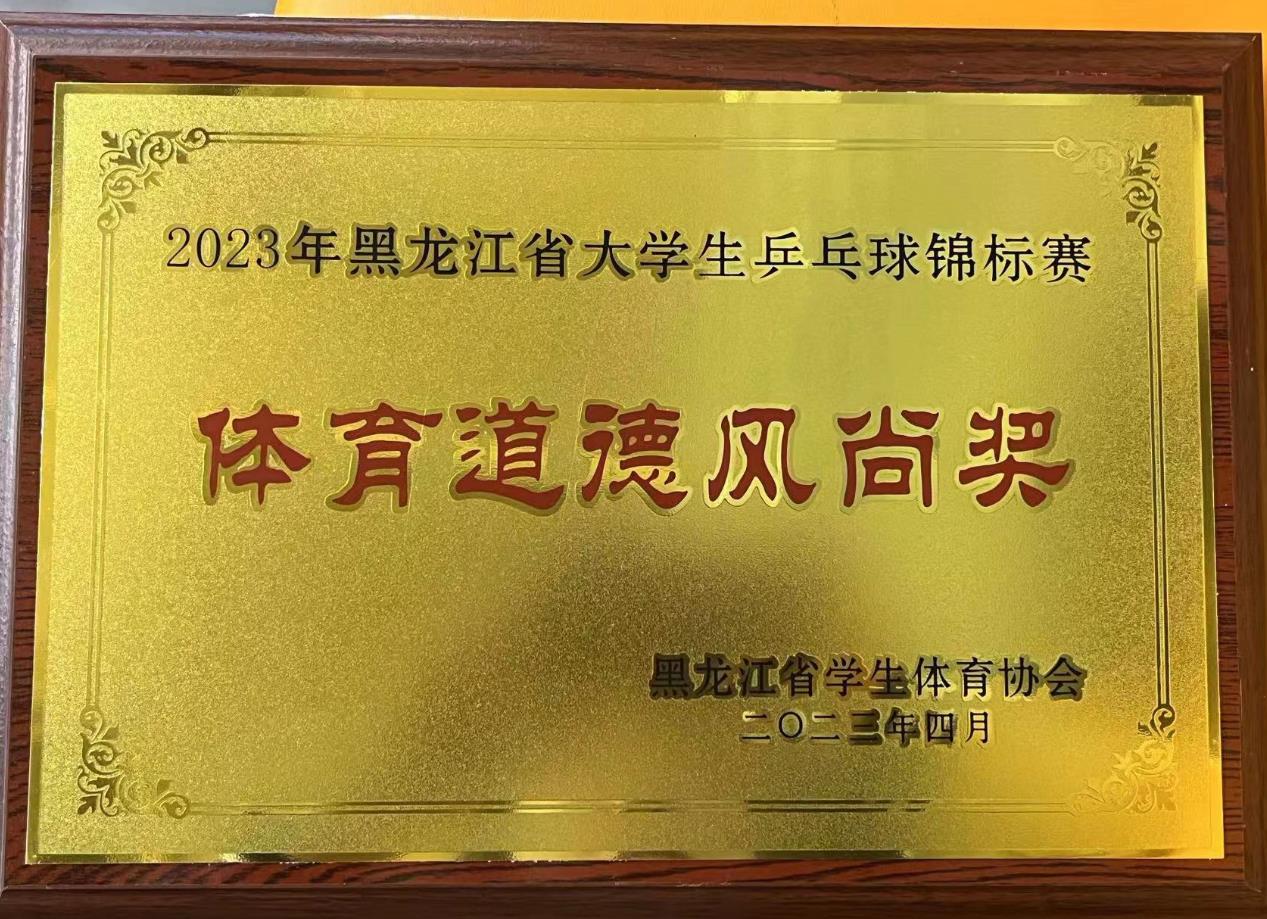 2023年黑龙江省大学生乒乓球锦标赛
体育道德风尚奖
黑龙江省学生体育协会
二〇二三年四月